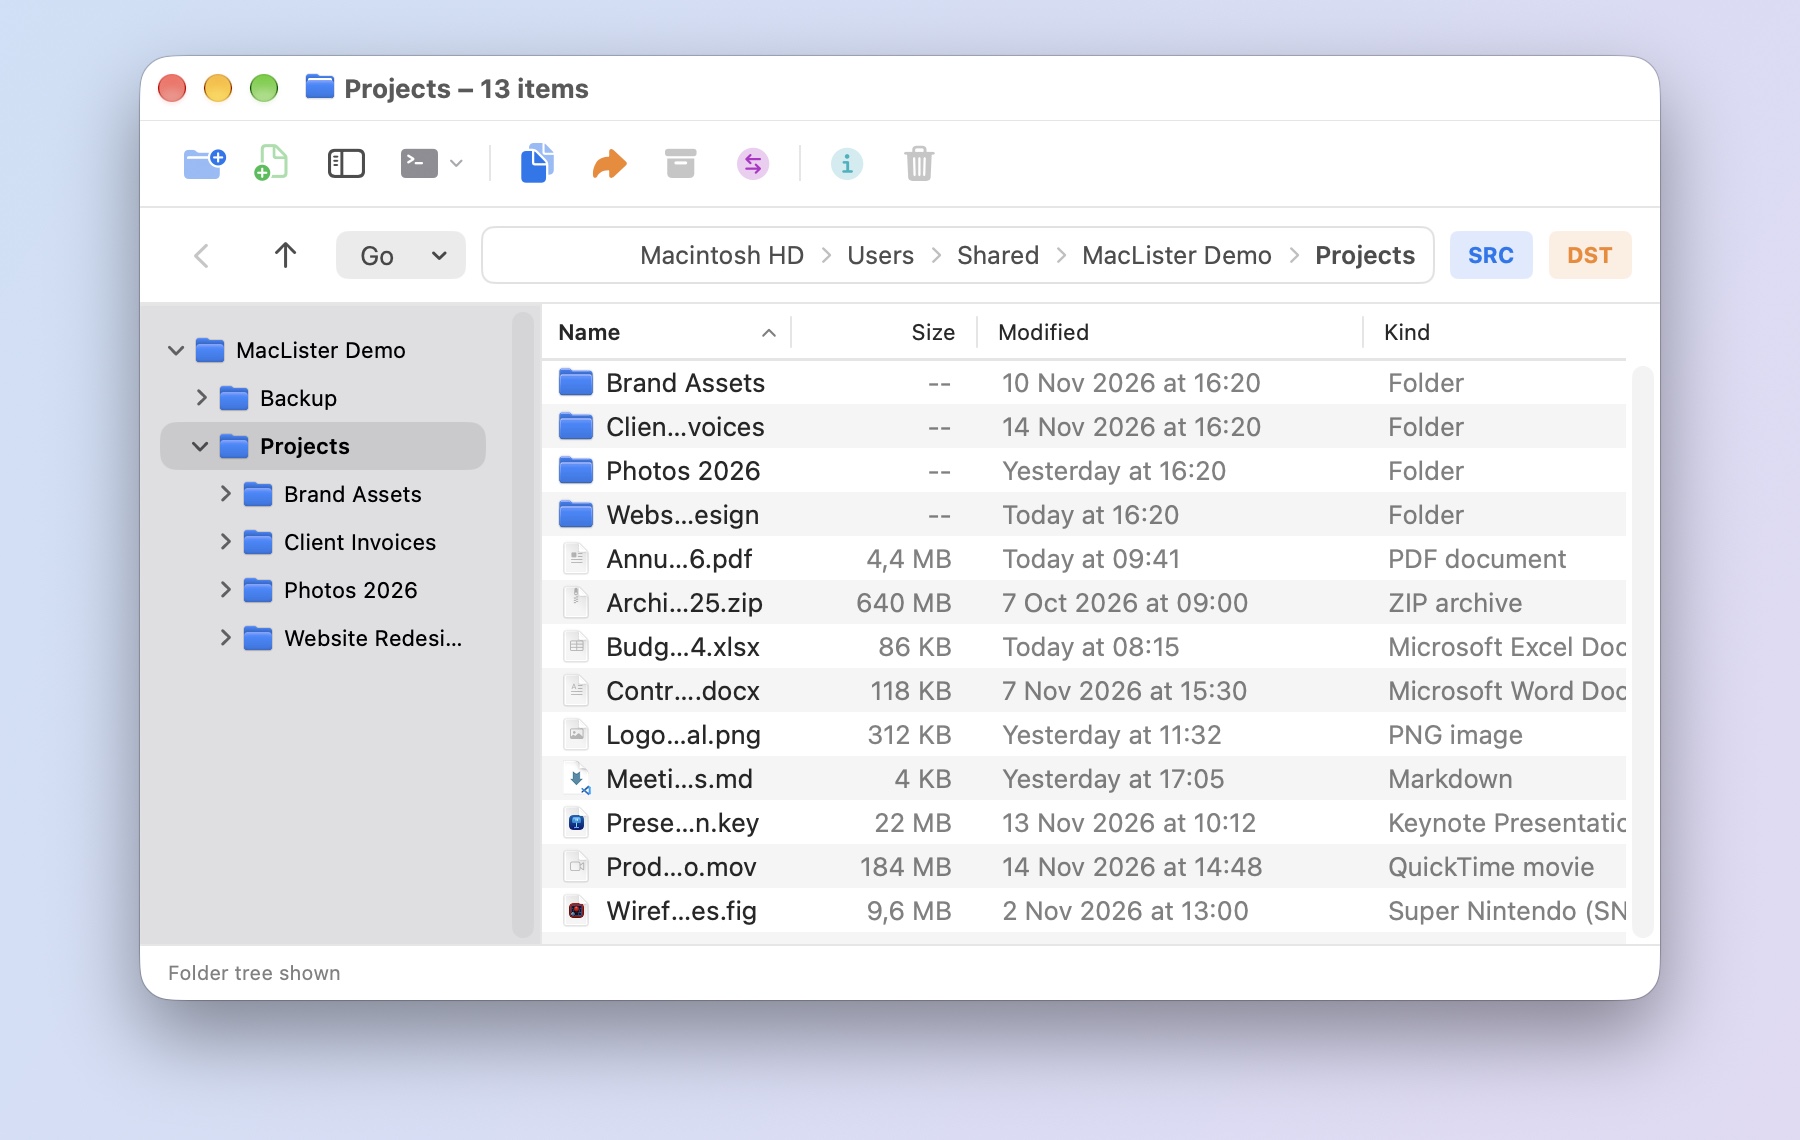 Projects – 13 items
Go
Macintosh HD Users Shared MacLister Demo Projects
SRC DST
MacLister Demo
Backup
Projects
Brand Assets
Client Invoices
Photos 2026
Website Redesi...
Name Size Modified Kind
Brand Assets -- 10 Nov 2026 at 16:20 Folder
Clien...voices -- 14 Nov 2026 at 16:20 Folder
Photos 2026 -- Yesterday at 16:20 Folder
Webs...esign -- Today at 16:20 Folder
Annu...6.pdf 4,4 MB Today at 09:41 PDF document
Archi...25.zip 640 MB 7 Oct 2026 at 09:00 ZIP archive
Budg...4.xlsx 86 KB Today at 08:15 Microsoft Excel Doc
Contr....docx 118 KB 7 Nov 2026 at 15:30 Microsoft Word Doc
Logo...al.png 312 KB Yesterday at 11:32 PNG image
Meeti...s.md 4 KB Yesterday at 17:05 Markdown
Prese...n.key 22 MB 13 Nov 2026 at 10:12 Keynote Presentatic
Prod...o.mov 184 MB 14 Nov 2026 at 14:48 QuickTime movie
Wiref...es.fig 9,6 MB 2 Nov 2026 at 13:00 Super Nintendo (SN
Folder tree shown